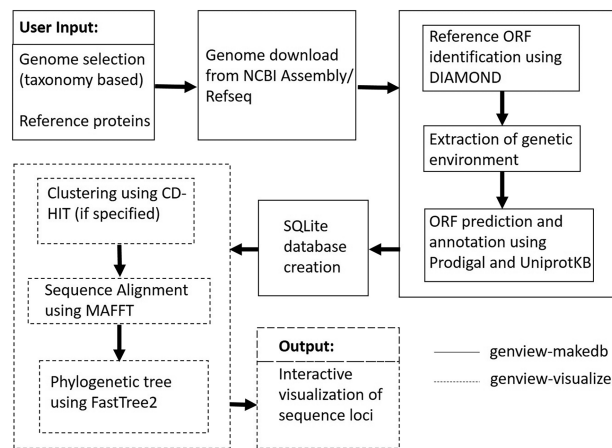 User Input:
Genome selection
(taxonomy based)
Reference proteins
Genome download
from NCBI Assembly/
Refseq
Reference ORF
identification using
DIAMOND
Extraction of genetic
environment
ORF prediction and
annotation using
Prodigal and UniprotKB
SQLite
database
creation
Clustering using CD-
HIT (if specified)
Sequence Alignment
using MAFFT
Phylogenetic tree
using FastTree2
Output:
Interactive
visualization of
sequence loci
genview-makedb
genview-visualize